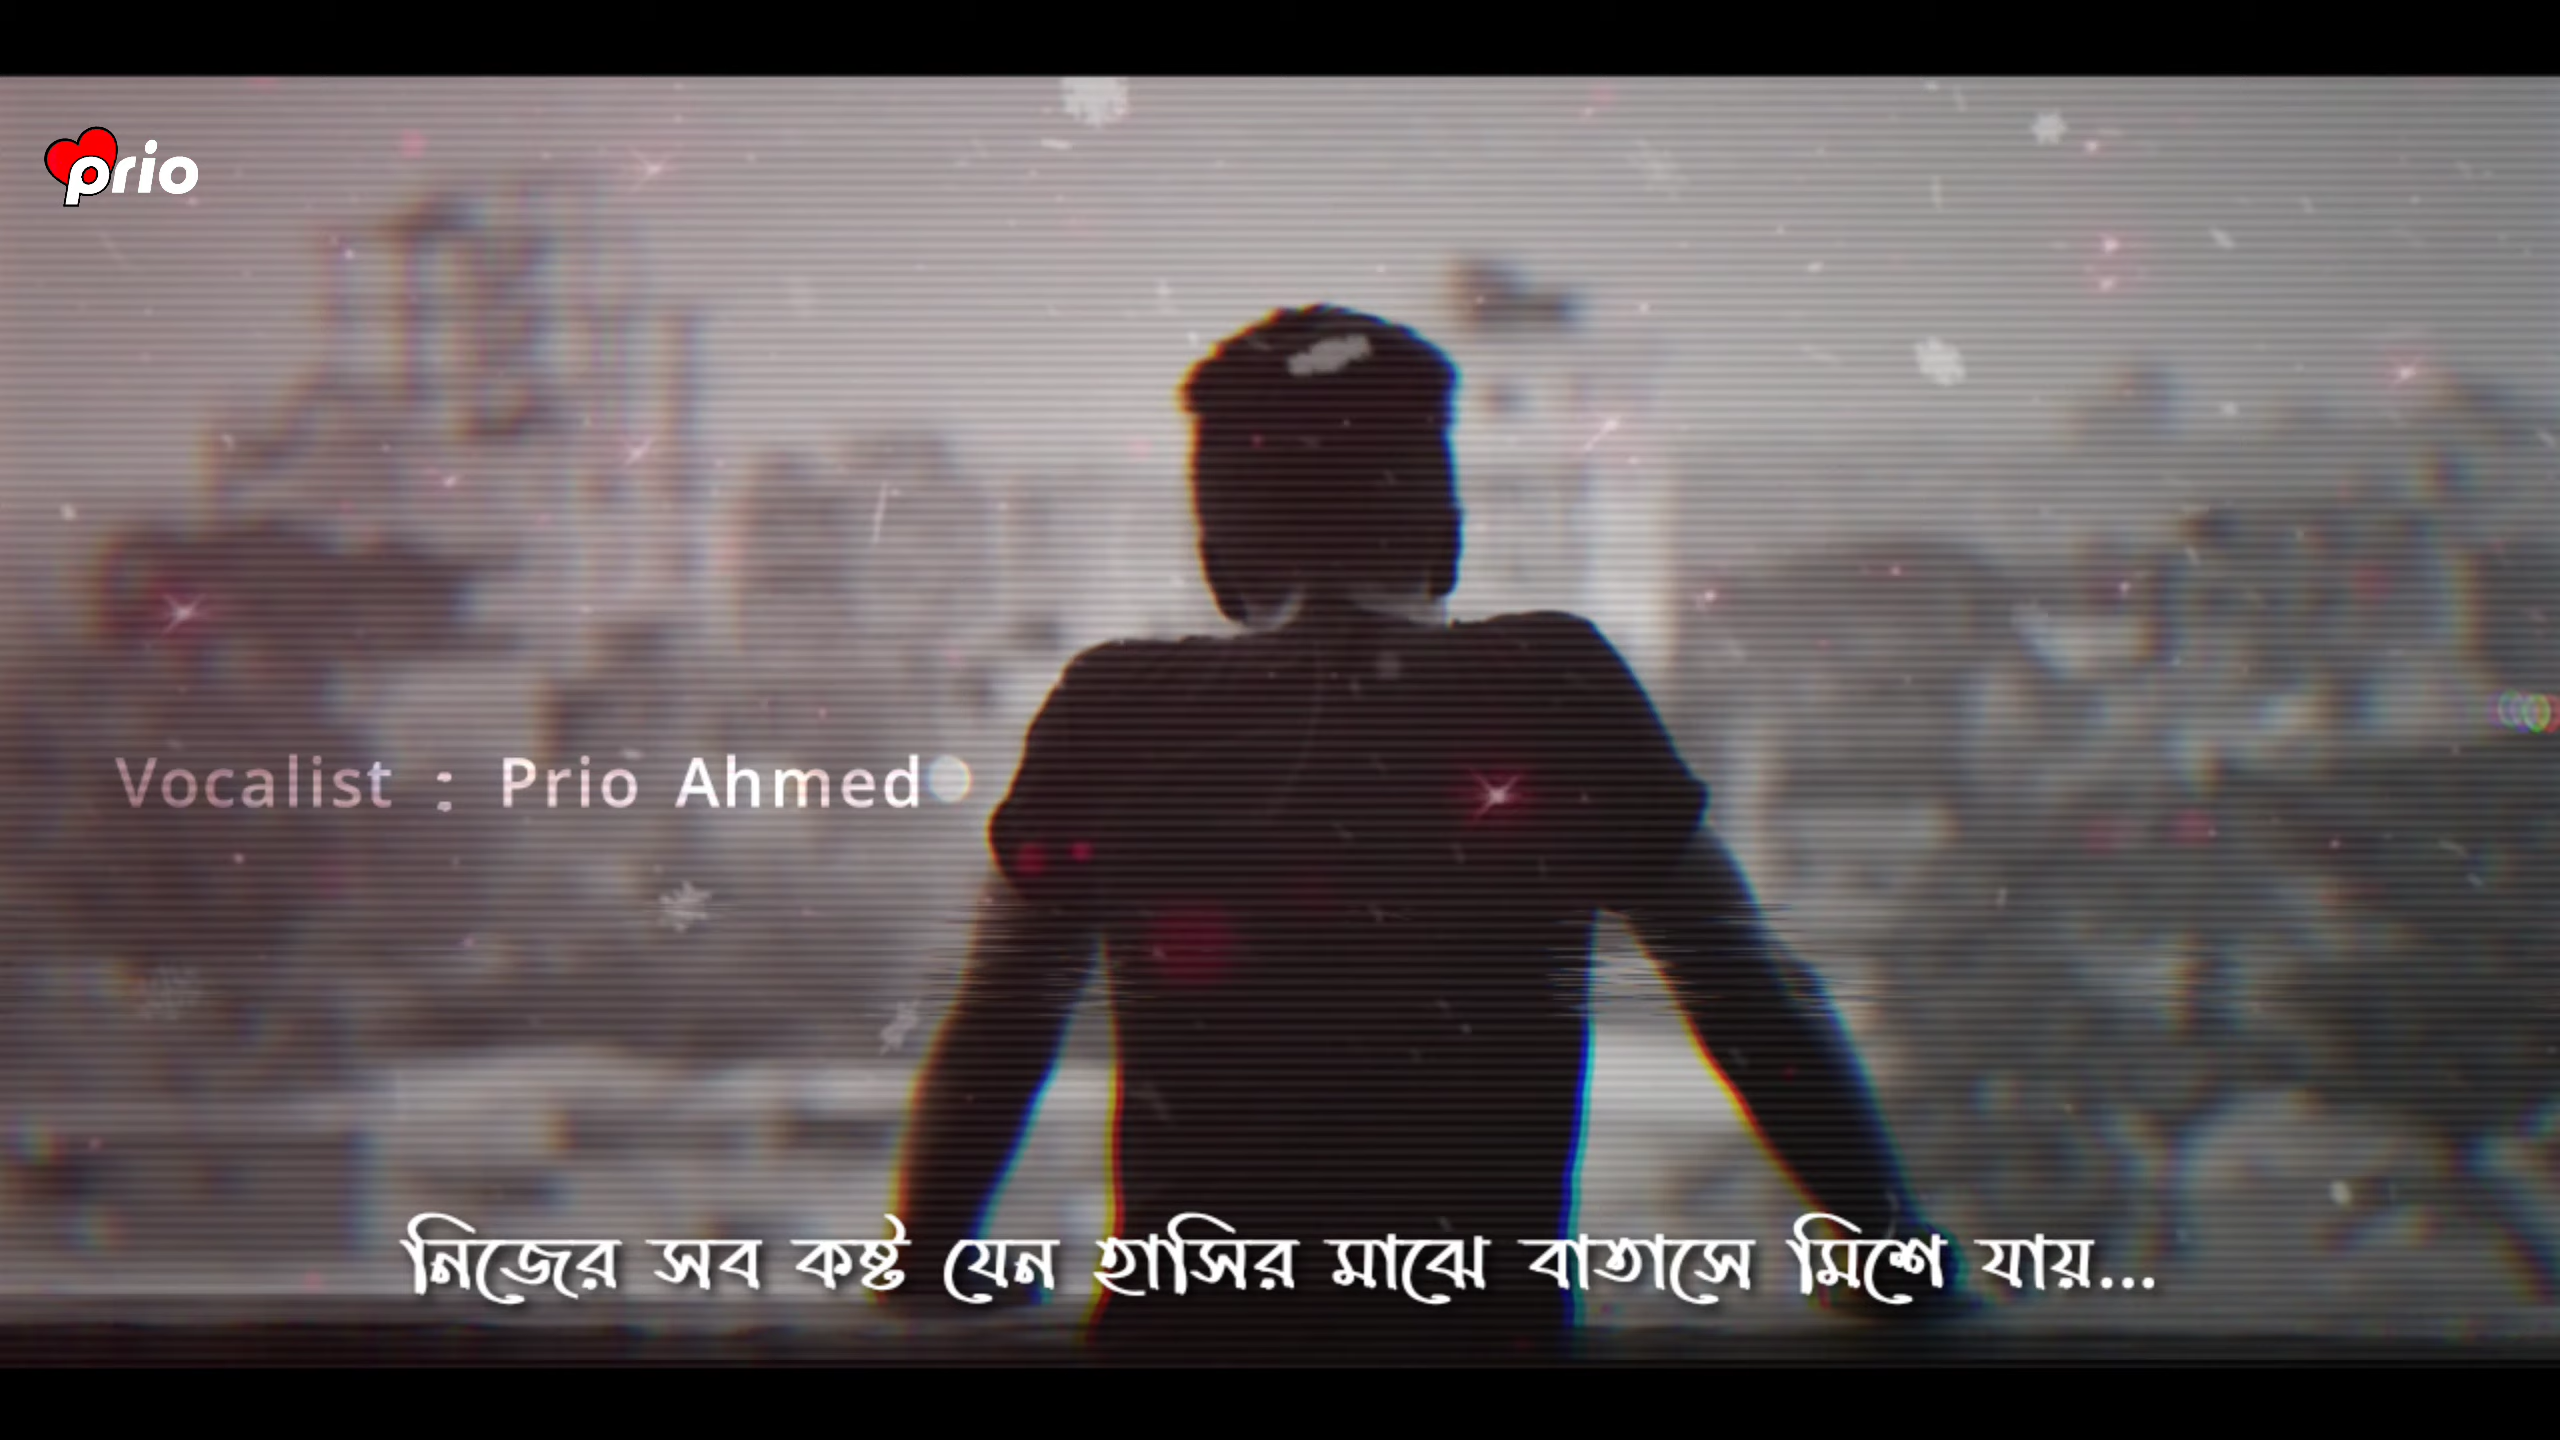 prio
Vocalist : Prio Ahmed
নিজের সব কষ্ট যেন হাসির মাঝে বাতাসে মিশে যায়...